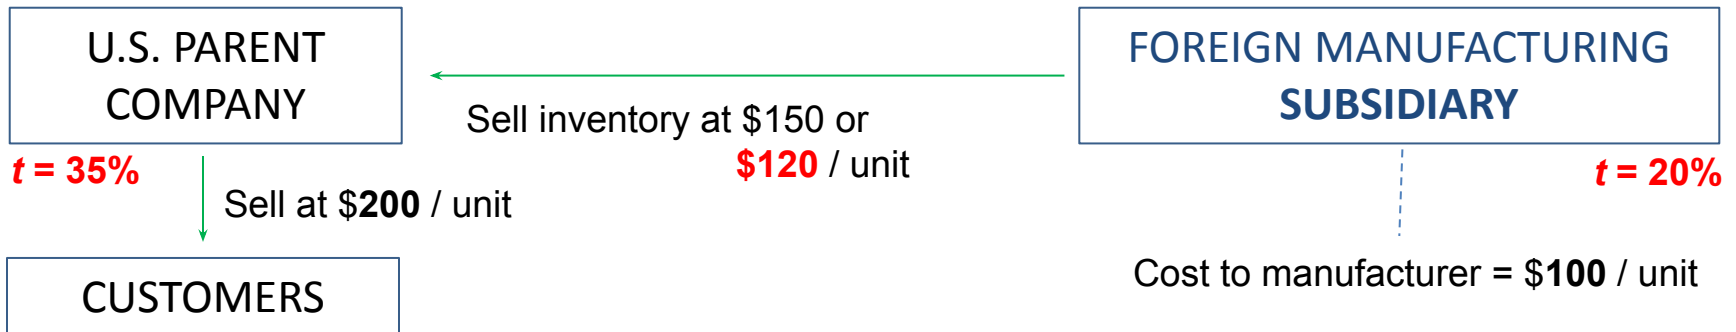 U.S. PARENT
COMPANY
FOREIGN MANUFACTURING
SUBSIDIARY
Sell inventory at $150 or
$120 / unit
t = 35%
t = 20%
Sell at $200 / unit
Cost to manufacturer = $100 / unit
CUSTOMERS